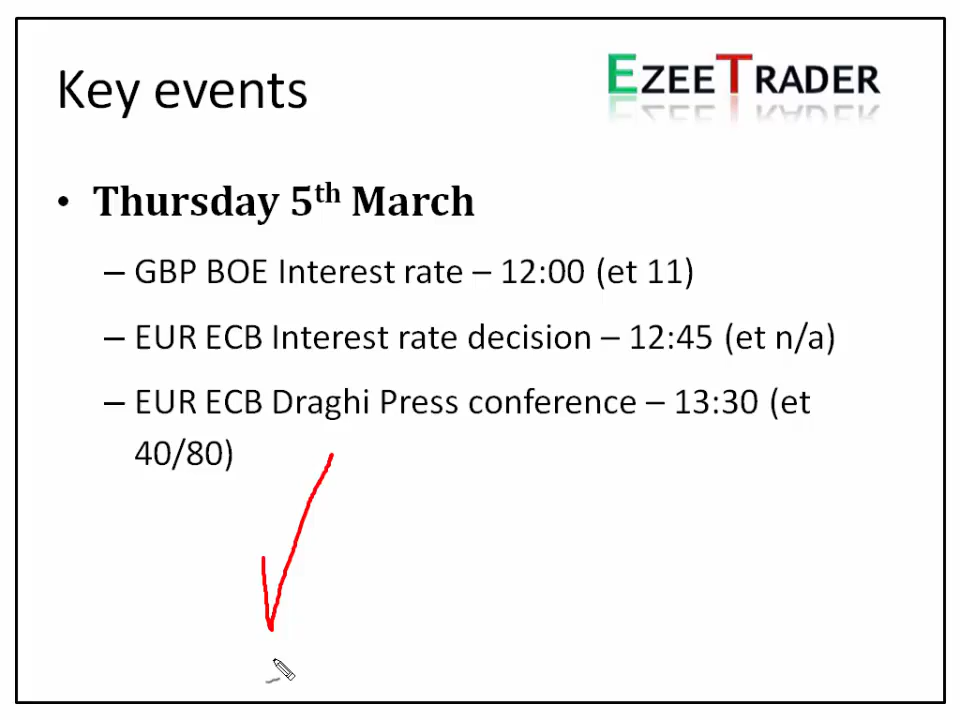 Key events
EZEETRADER
• Thursday 5th March
– GBP BOE Interest rate – 12:00 (et 11)
– EUR ECB Interest rate decision – 12:45 (et n/a)
– EUR ECB Draghi Press conference – 13:30 (et
40/80)